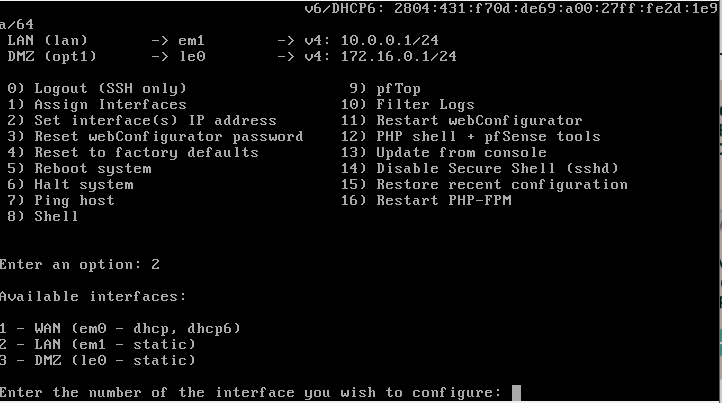 v6/DHCP6: 2804:431:f70d:de69:a00:27ff:fe2d:1e9
a/64
LAN (lan) -> em1 -> v4: 10.0.0.1/24
DMZ (opt1) -> le0 -> v4: 172.16.0.1/24
0) Logout (SSH only) 9) pfTop
1) Assign Interfaces 10) Filter Logs
2) Set interface(s) IP address 11) Restart webConfigurator
3) Reset webConfigurator password 12) PHP shell + pfSense tools
4) Reset to factory defaults 13) Update from console
5) Reboot system 14) Disable Secure Shell (sshd)
6) Halt system 15) Restore recent configuration
7) Ping host 16) Restart PHP-FPM
8) Shell
Enter an option: 2
Available interfaces:
1 - WAN (em0 - dhcp, dhcp6)
2 - LAN (em1 - static)
3 - DMZ (le0 - static)
Enter the number of the interface you wish to configure: